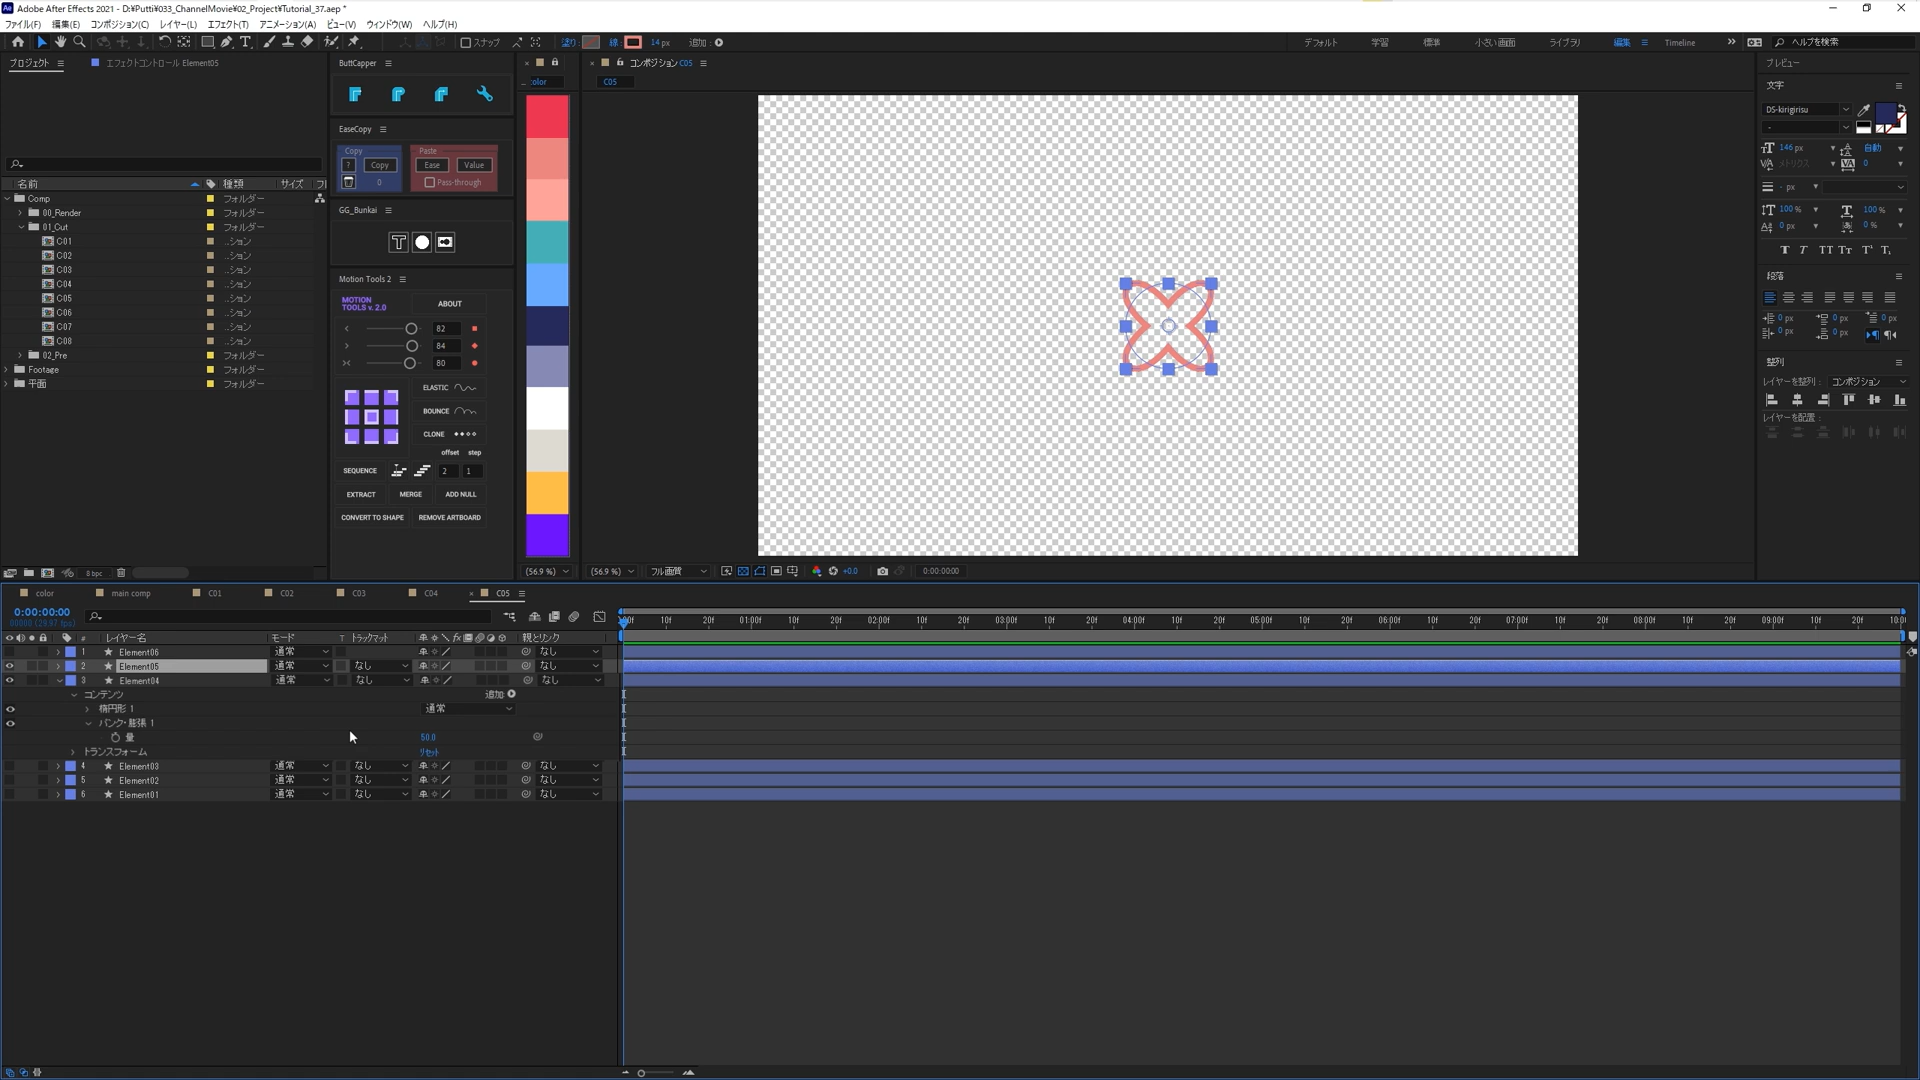 Adobe After Effects 2021 - D:¥Putti¥033_ChannelMovie¥02_Project¥Tutorial_37.aep *
ファイル(F) 編集(E) コンポジション(C) レイヤー(L) エフェクト(T) アニメーション(A) ビュー(V) ウィンドウ(W) ヘルプ(H)
スナップ 塗り: 線: 14 px 追加: デフォルト 学習 標準 小さい画面 ライブラリ 編集 Timeline ヘルプを検索
プロジェクト エフェクトコントロール Element05
名前 種類 サイズ
Comp フォルダー
00_Render フォルダー
01_Cut フォルダー
C01 ..ション
C02 ..ション
C03 ..ション
C04 ..ション
C05 ..ション
C06 ..ション
C07 ..ション
C08 ..ション
02_Pre フォルダー
Footage フォルダー
平面 フォルダー
8 bpc
ButtCapper
EaseCopy
Copy Paste
? Copy Ease Value
0 Pass-through
GG_Bunkai
Motion Tools 2
MOTION TOOLS v. 2.0 ABOUT
82
84
80
ELASTIC
BOUNCE
CLONE
offset step
SEQUENCE 2 1
EXTRACT MERGE ADD NULL
CONVERT TO SHAPE REMOVE ARTBOARD
olor
(56.9 %)
コンポジション C05
C05
(56.9 %) フル画質 +0.0 0:00:00:00
プレビュー
文字
DS-kirigirisu
-
146 px 自動
メトリクス 0
- px
100 % 100 %
0 px 0 %
段落
0 px 0 px 0 px
0 px 0 px
整列
レイヤーを整列: コンポジション
レイヤーを配置:
color main comp C01 C02 C03 C04 C05
0:00:00:00
00000 (29.97 fps)
# レイヤー名 モード T トラックマット 親とリンク
1 Element06 通常 なし
2 Element05 通常 なし なし
3 Element04 通常 なし なし
コンテンツ 追加:
楕円形 1 通常
パンク・膨張 1
量 50.0
トランスフォーム リセット
4 Element03 通常 なし なし
5 Element02 通常 なし なし
6 Element01 通常 なし なし
10f 20f 01:00f 10f 20f 02:00f 10f 20f 03:00f 10f 20f 04:00f 10f 20f 05:00f 10f 20f 06:00f 10f 20f 07:00f 10f 20f 08:00f 10f 20f 09:00f 10f 20f